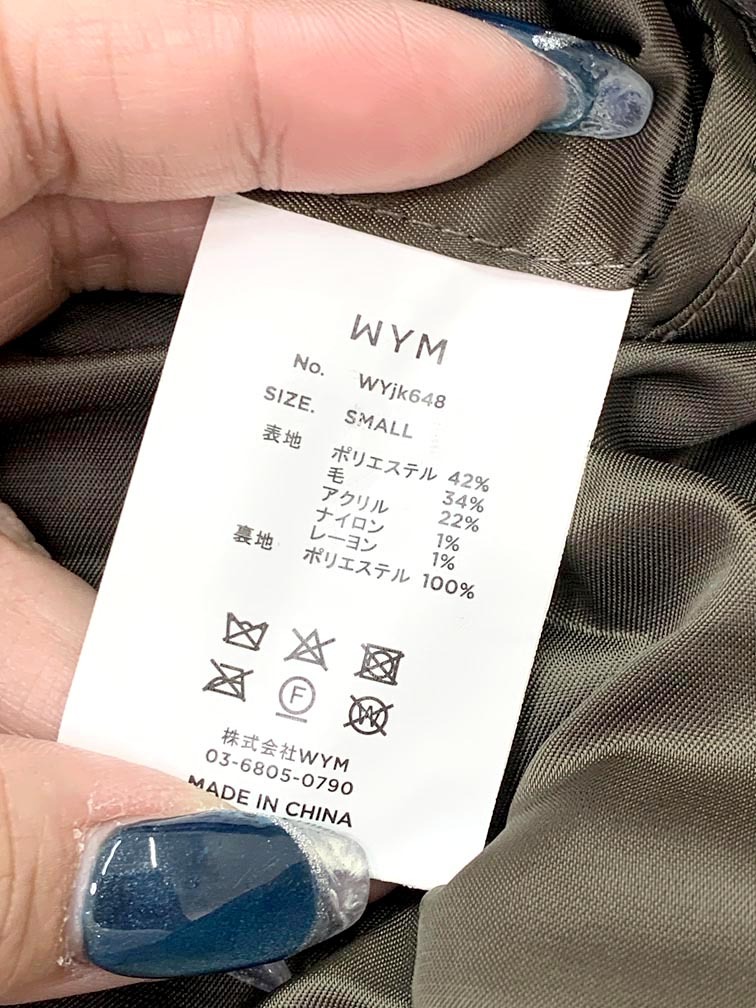 WYM
No. WYjk648
SIZE. SMALL
表地 ポリエステル 42%
毛 34%
アクリル 22%
ナイロン 1%
レーヨン 1%
裏地 ポリエステル 100%
F
W
株式会社WYM
03-6805-0790
MADE IN CHINA